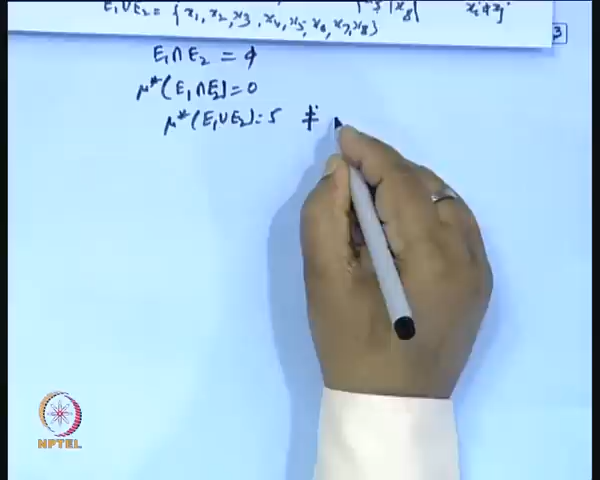 E₁∪E₂ = {x₁, x₂, x₃, x₄, x₅, x₆, x₇, x₈}
3
E₁∩E₂ = φ
μ*(E₁∩E₂) = 0
μ*(E₁∪E₂) = 5 ≠
NPTEL